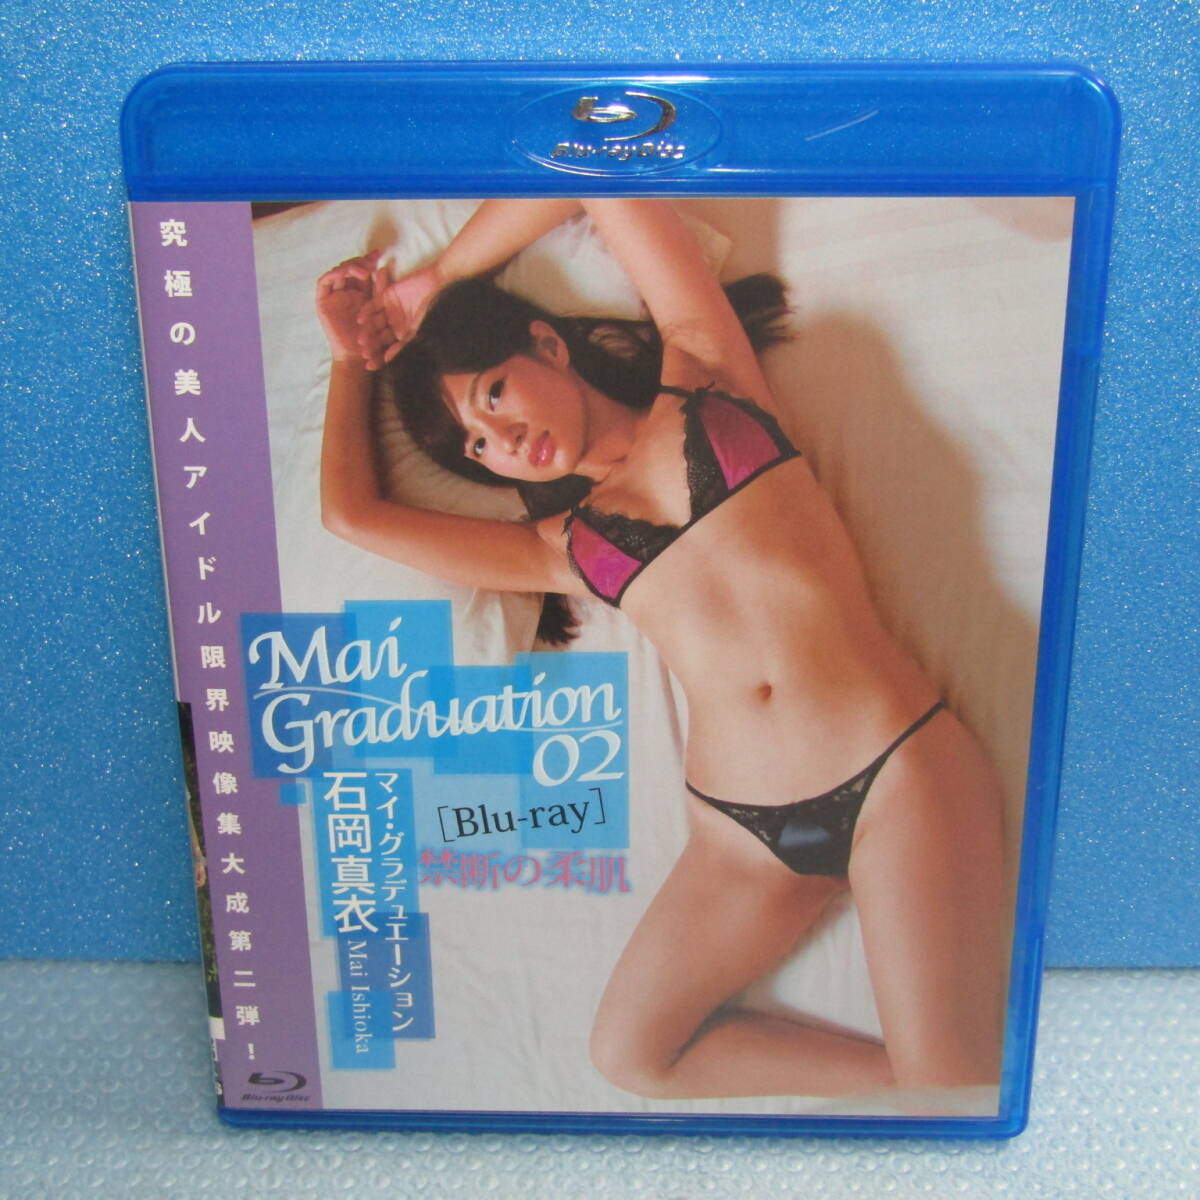 Blu-ray Disc
究極の美人アイドル限界映像集大成第二弾!
Mai
Graduation
02
[Blu-ray]
マイ・グラデュエーション
石岡真衣
Mai Ishioka
禁断の柔肌
Blu-ray Disc